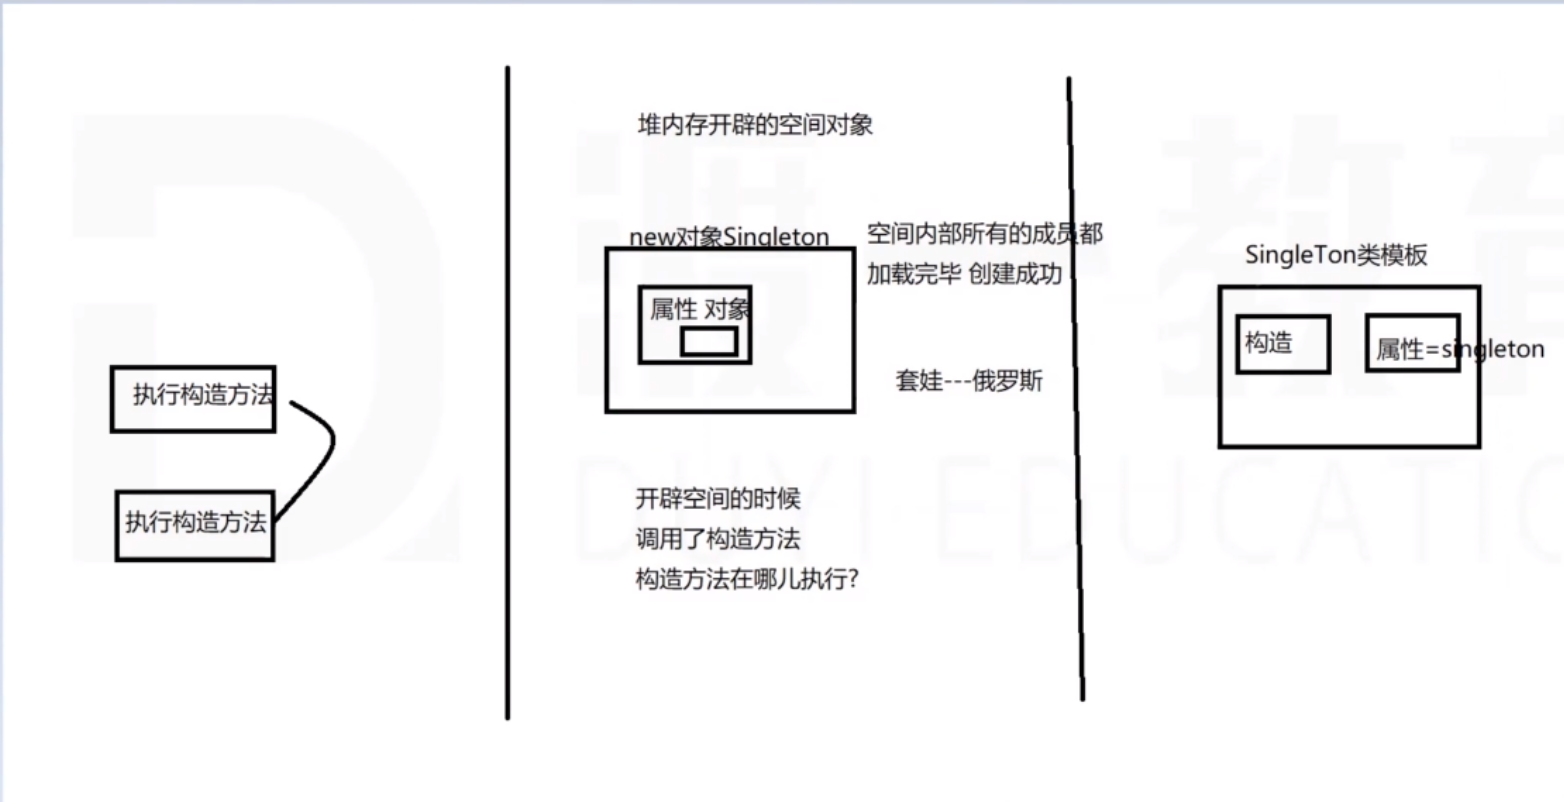 堆内存开辟的空间对象
new对象Singleton
空间内部所有的成员都
加载完毕 创建成功
SingleTon类模板
属性 对象
构造
属性=singleton
套娃---俄罗斯
执行构造方法
执行构造方法
开辟空间的时候
调用了构造方法
构造方法在哪儿执行?
渡一教育
DUYI EDUCATIO